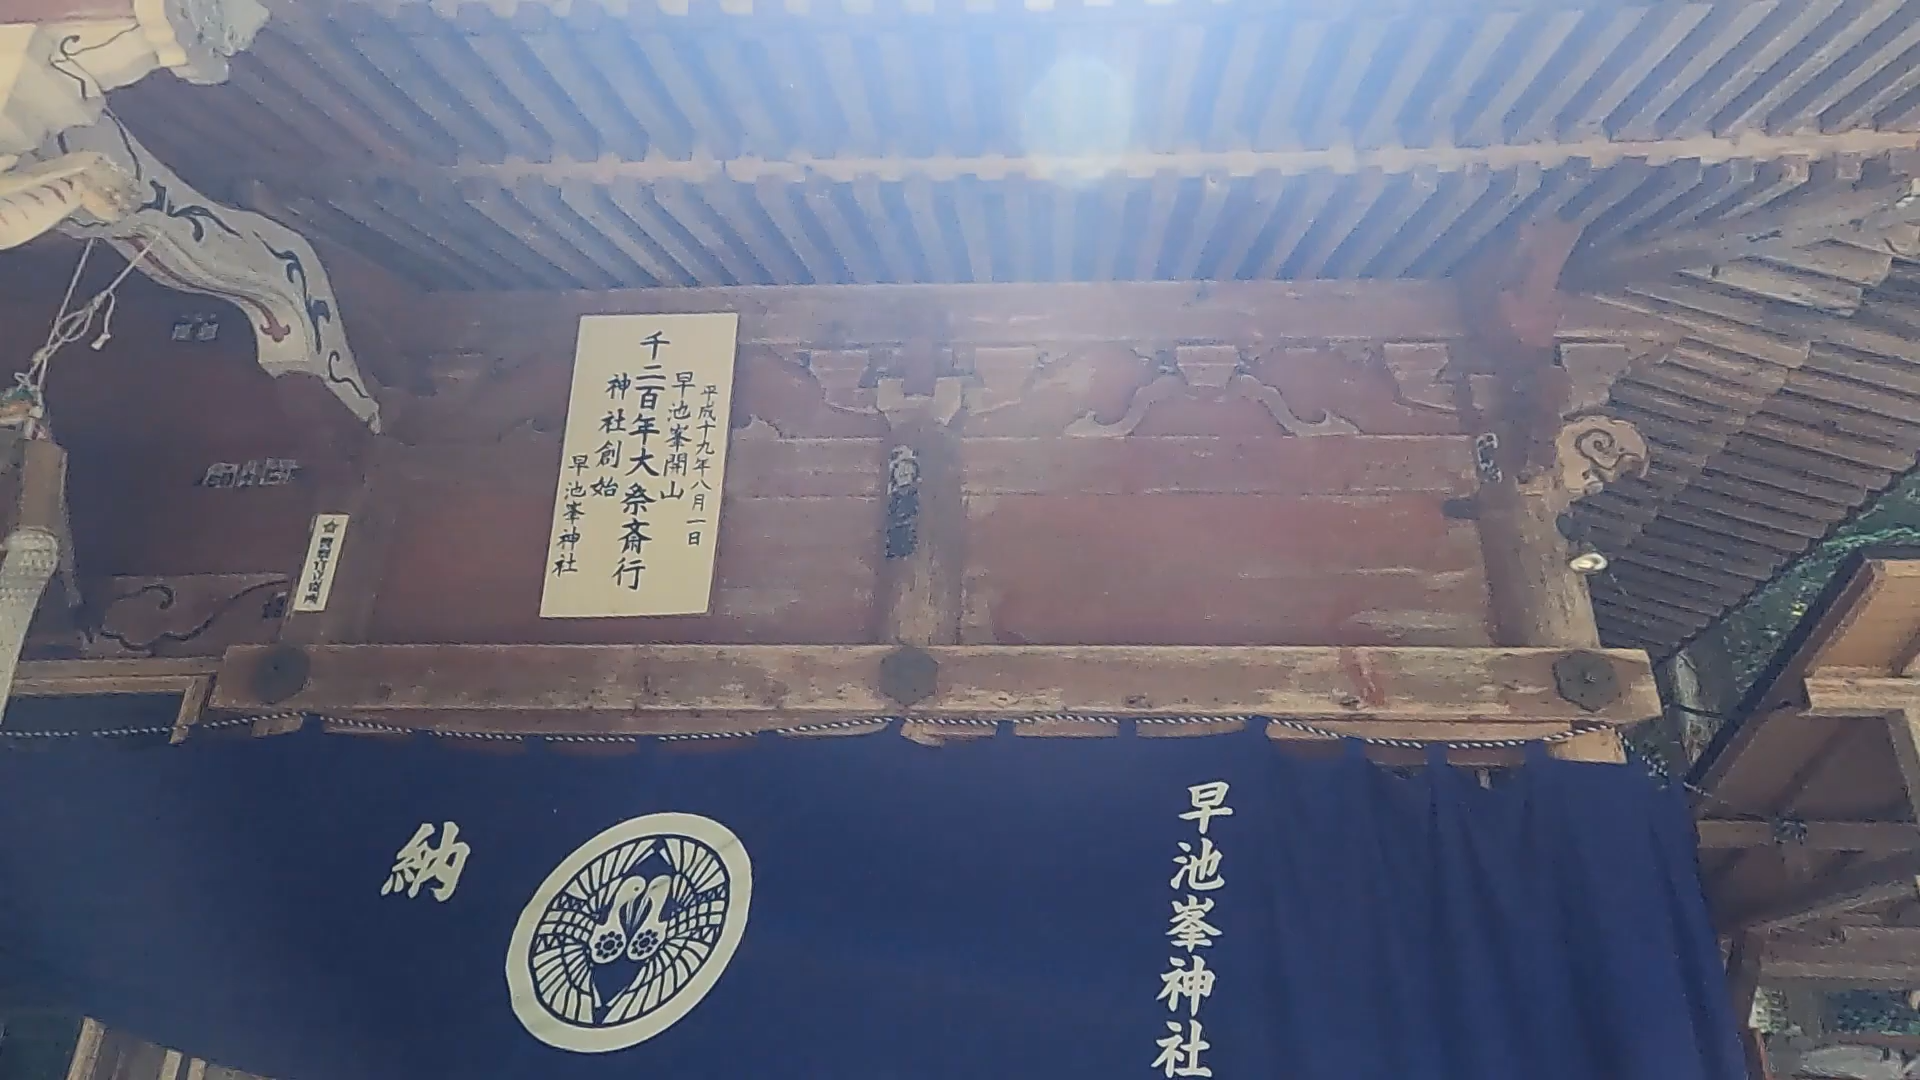 平成十九年八月一日
早池峯開山
千二百年大祭斎行
神社創始
早池峯神社
早池峯神社
納